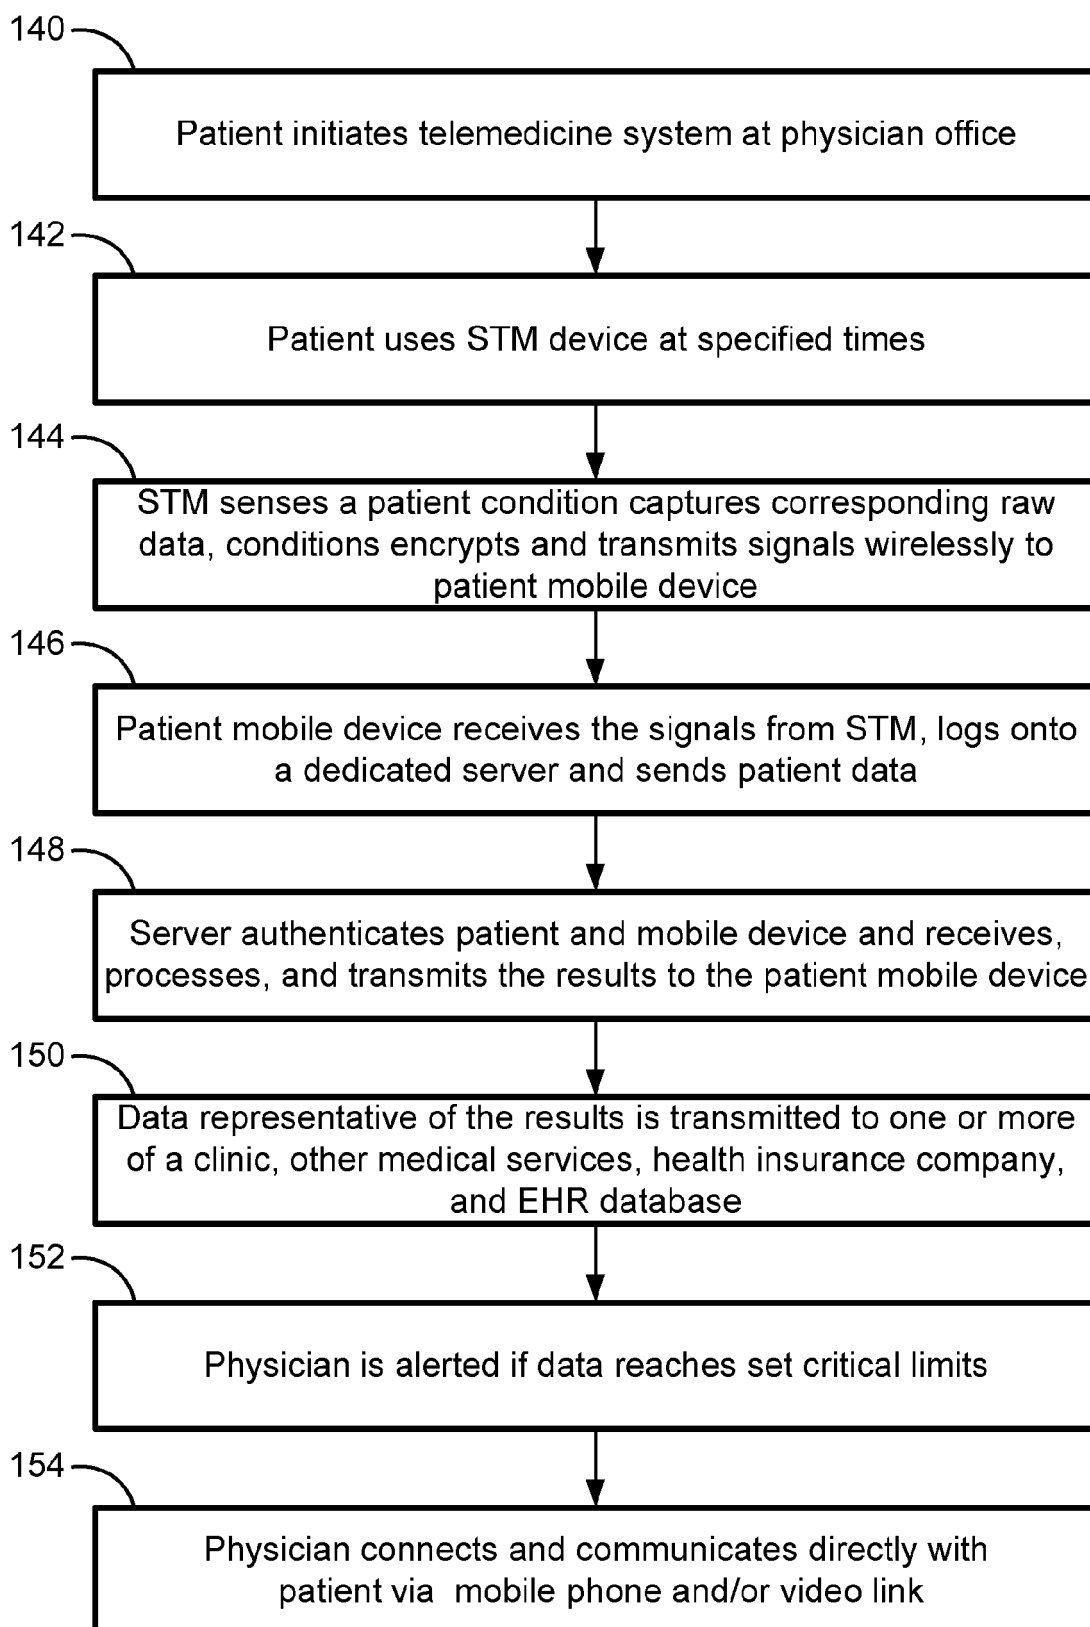 140
Patient initiates telemedicine system at physician office
142
Patient uses STM device at specified times
144
STM senses a patient condition captures corresponding raw
data, conditions encrypts and transmits signals wirelessly to
patient mobile device
146
Patient mobile device receives the signals from STM, logs onto
a dedicated server and sends patient data
148
Server authenticates patient and mobile device and receives,
processes, and transmits the results to the patient mobile device
150
Data representative of the results is transmitted to one or more
of a clinic, other medical services, health insurance company,
and EHR database
152
Physician is alerted if data reaches set critical limits
154
Physician connects and communicates directly with
patient via mobile phone and/or video link